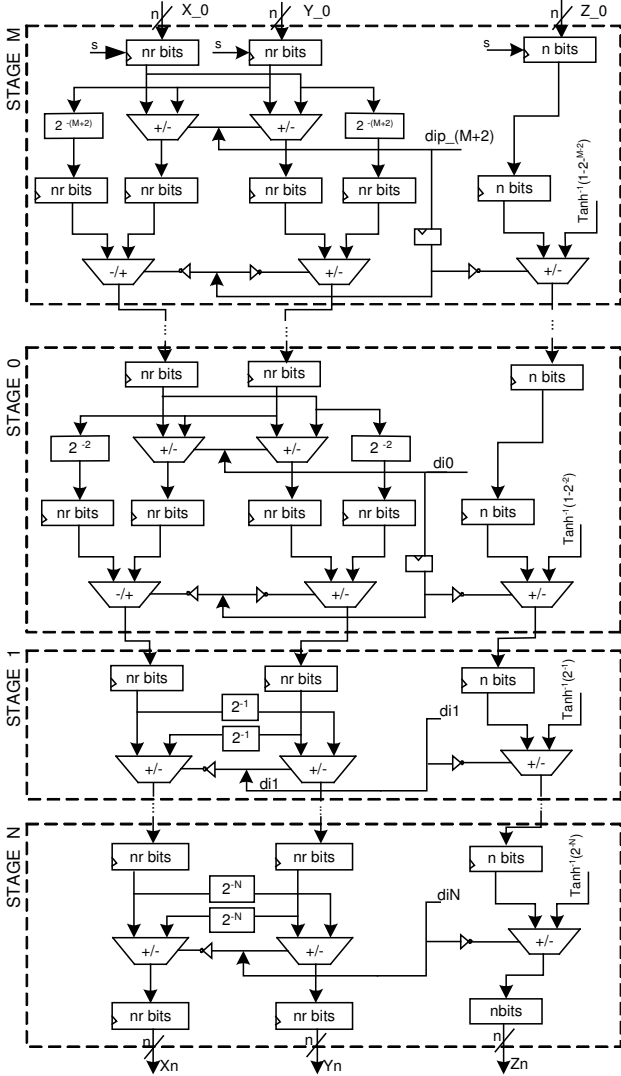 n X_0 n Y_0 n Z_0
STAGE M
s nr bits s nr bits s n bits
2 -(M+2) +/- +/- 2 -(M+2)
dip_(M+2)
nr bits nr bits nr bits nr bits n bits
Tanh-1(1-2-M-2)
-/+ +/- +/-
STAGE 0
nr bits nr bits n bits
2 -2 +/- +/- 2 -2
di0
nr bits nr bits nr bits nr bits n bits
Tanh-1(1-2-2)
-/+ +/- +/-
STAGE 1
nr bits nr bits n bits
Tanh-1(2-1)
2-1
2-1
di1
+/- +/- +/-
di1
STAGE N
nr bits nr bits n bits
Tanh-1(2-N)
2-N
2-N
diN
+/- +/- +/-
nr bits nr bits nbits
n Xn n Yn n Zn